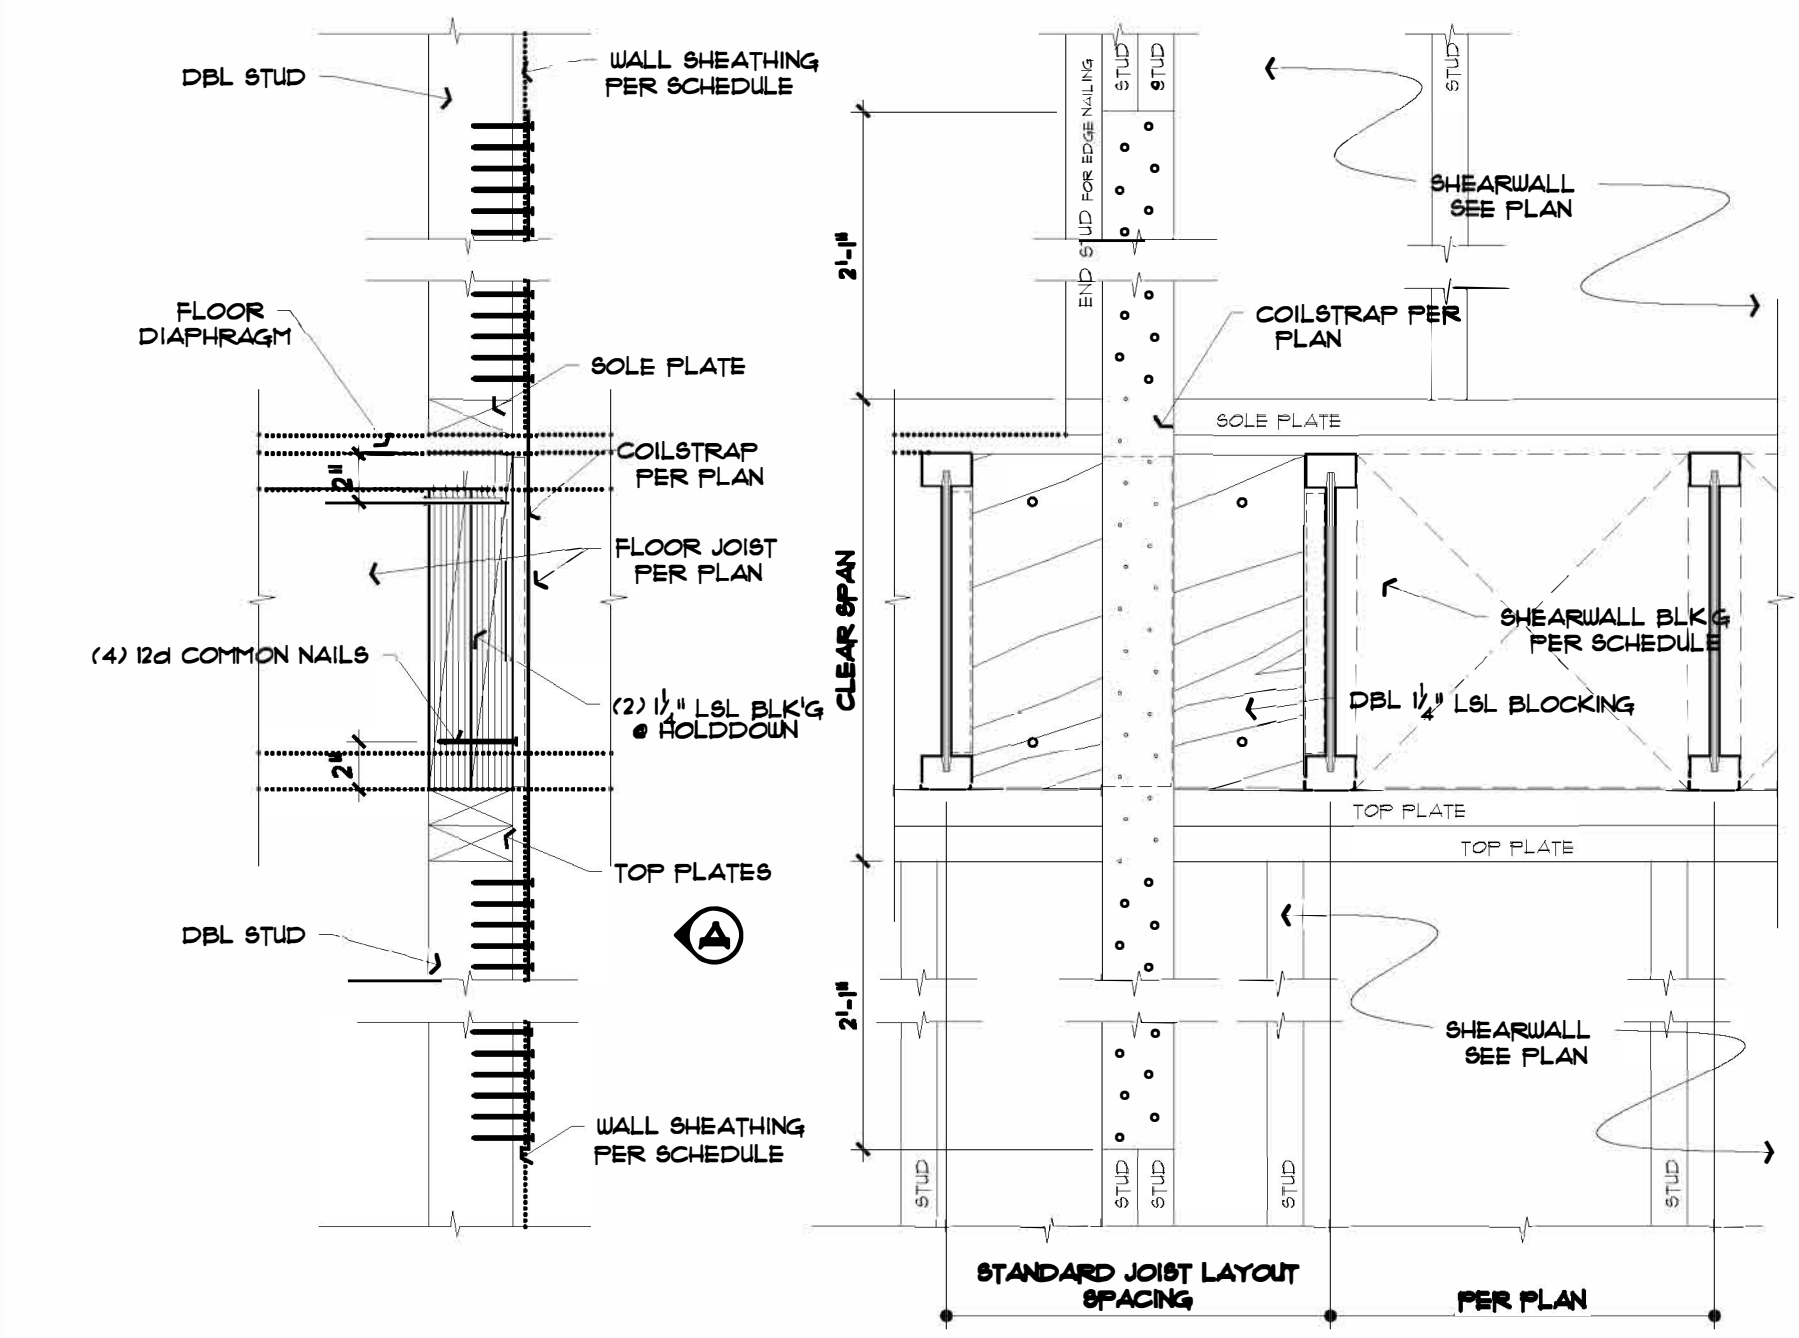 DBL STUD
WALL SHEATHING
PER SCHEDULE
FLOOR
DIAPHRAGM
SOLE PLATE
COILSTRAP
PER PLAN
2"
FLOOR JOIST
PER PLAN
(4) 12d COMMON NAILS
(2) 1 1/4" LSL BLK'G
@ HOLDDOWN
2"
TOP PLATES
DBL STUD
A
WALL SHEATHING
PER SCHEDULE
STUD
STUD
STUD
END STUD FOR EDGE NAILING
SHEARWALL
SEE PLAN
2'-1"
COILSTRAP PER
PLAN
SOLE PLATE
CLEAR SPAN
SHEARWALL BLK'G
PER SCHEDULE
DBL 1 1/4" LSL BLOCKING
TOP PLATE
TOP PLATE
2'-1"
SHEARWALL
SEE PLAN
STUD
STUD
STUD
STUD
STUD
STANDARD JOIST LAYOUT
SPACING
PER PLAN